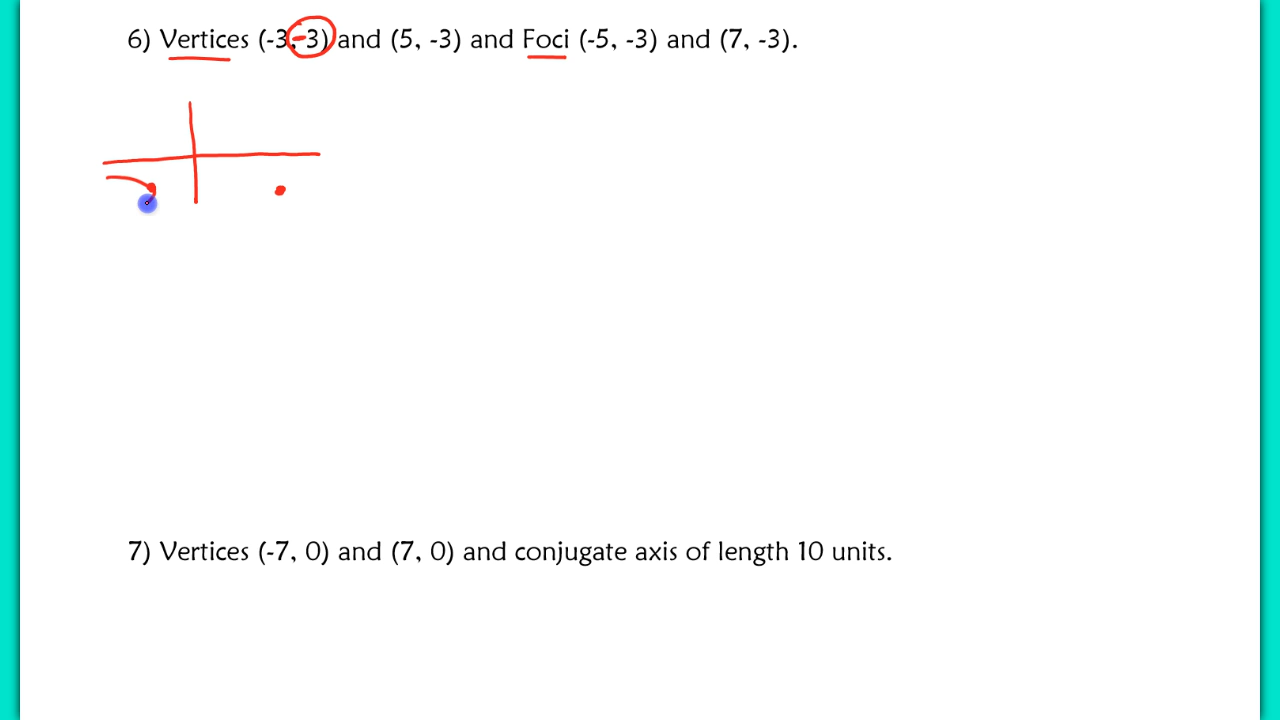 6) Vertices (-3, -3) and (5, -3) and Foci (-5, -3) and (7, -3).
7) Vertices (-7, 0) and (7, 0) and conjugate axis of length 10 units.